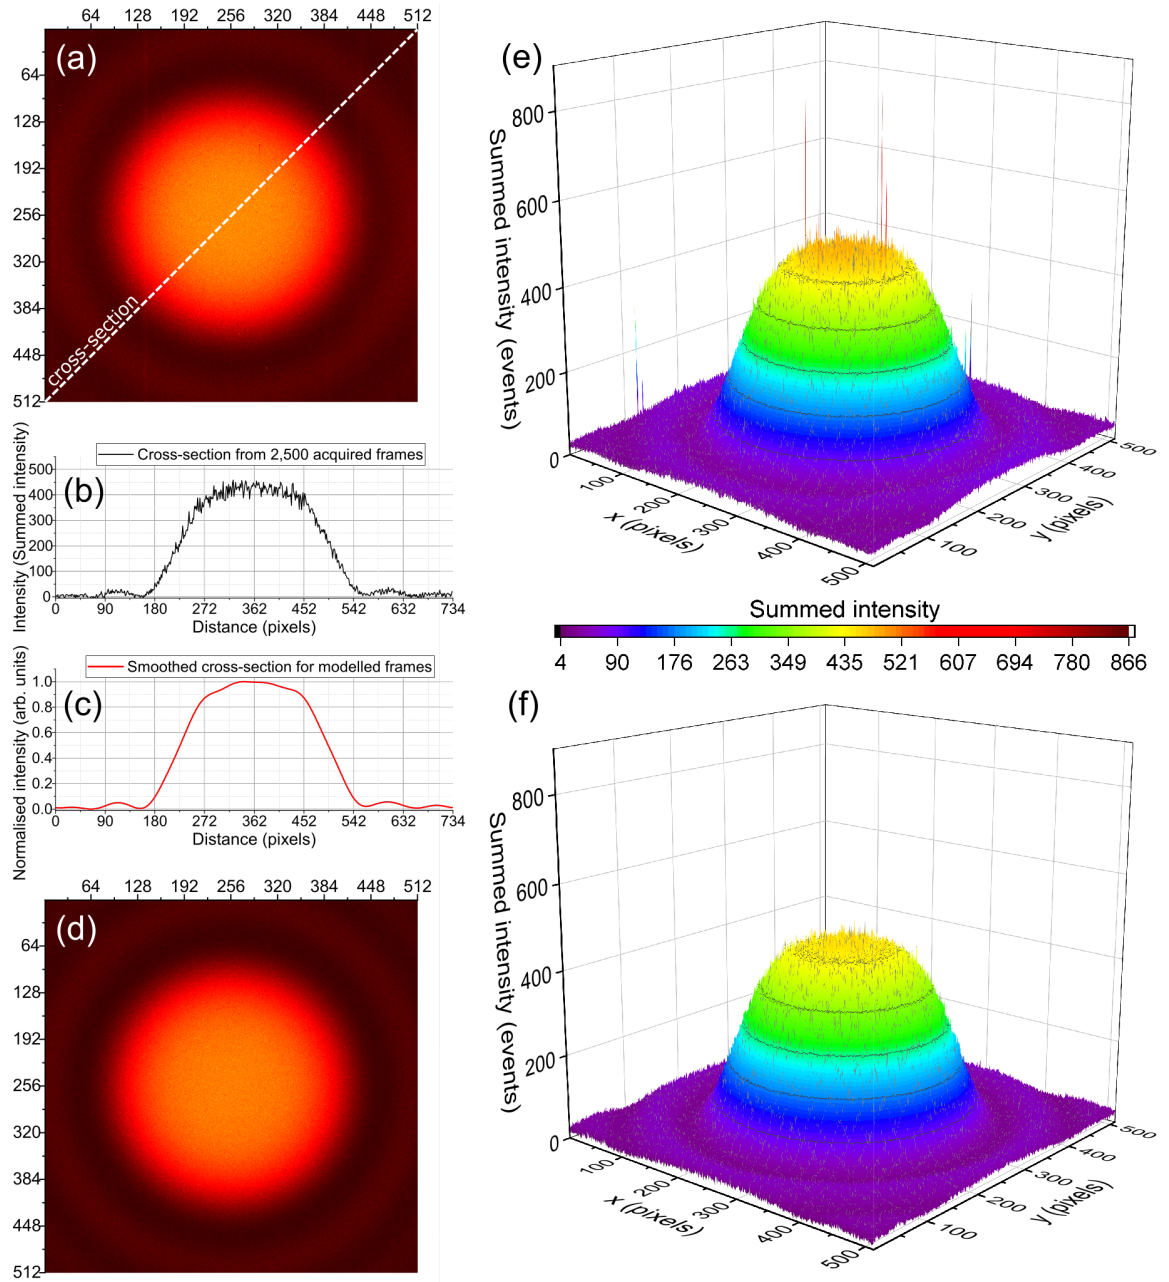 64 128 192 256 320 384 448 512
(a)
64
128
192
256
320
384
448
512
cross-section
Intensity (Summed intensity)
Cross-section from 2,500 acquired frames
(b)
500
400
300
200
100
0
0 90 180 272 362 452 542 632 734
Distance (pixels)
Normalised intensity (arb. units)
Smoothed cross-section for modelled frames
(c)
1.0
0.8
0.6
0.4
0.2
0.0
0 90 180 272 362 452 542 632 734
Distance (pixels)
64 128 192 256 320 384 448 512
(d)
64
128
192
256
320
384
448
512
(e)
Summed intensity (events)
800
600
400
200
0
100 200 300 400 500
x (pixels)
100 200 300 400 500
y (pixels)
Summed intensity
4 90 176 263 349 435 521 607 694 780 866
(f)
Summed intensity (events)
800
600
400
200
0
100 200 300 400 500
x (pixels)
100 200 300 400 500
y (pixels)